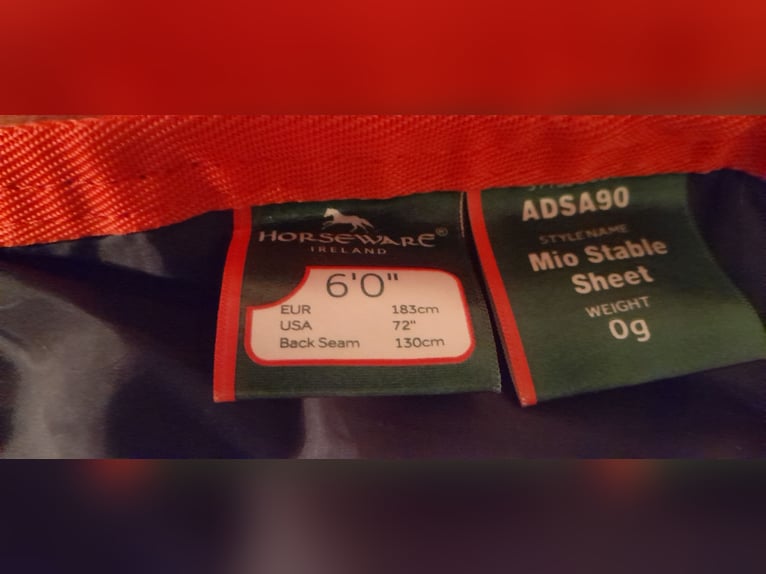 HORSEWARE®
IRELAND
6'0"
EUR 183cm
USA 72"
Back Seam 130cm
ADSA90
STYLE NAME
Mio Stable
Sheet
WEIGHT
0g